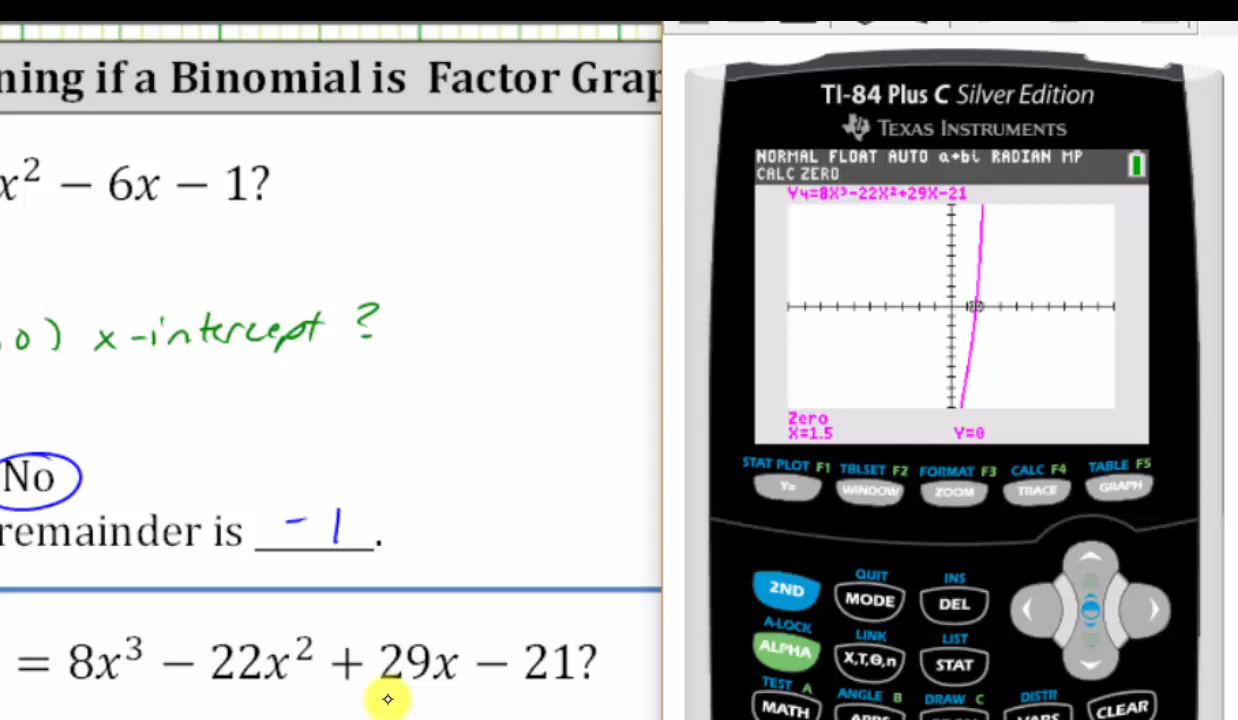 ning if a Binomial is Factor Grap
x² − 6x − 1?
, 0) x-intercept ?
No
remainder is - 1.
= 8x³ − 22x² + 29x − 21?
TI-84 Plus C Silver Edition
TEXAS INSTRUMENTS
NORMAL FLOAT AUTO a+bi RADIAN MP
CALC ZERO
Y4=8X³-22X²+29X-21
Zero
X=1.5 Y=0
STAT PLOT F1 TBLSET F2 FORMAT F3 CALC F4 TABLE F5
Y= WINDOW ZOOM TRACE GRAPH
QUIT INS
2ND MODE DEL
A-LOCK LINK LIST
ALPHA X,T,Θ,n STAT
TEST A ANGLE B DRAW C DISTR
MATH APPS VARS CLEAR